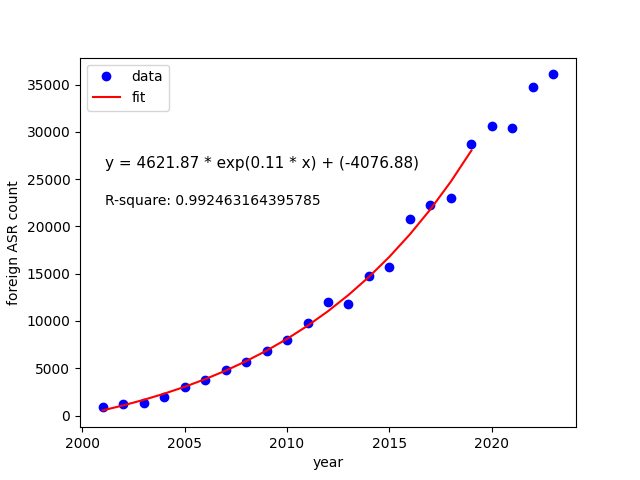 35000
30000
25000
20000
15000
10000
5000
0
foreign ASR count
data
fit
y = 4621.87 * exp(0.11 * x) + (-4076.88)
R-square: 0.992463164395785
2000 2005 2010 2015 2020
year